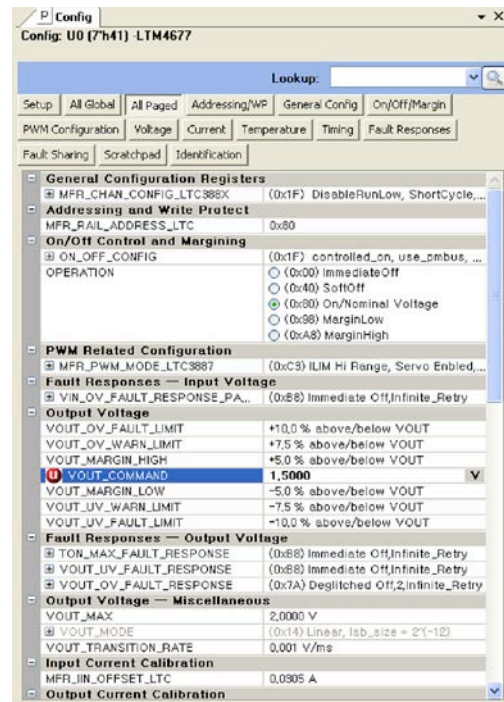 P Config
Config: U0 (7'h41) -LTM4677
Lookup:
Setup All Global All Paged Addressing/WP General Config On/Off/Margin
PWM Configuration Voltage Current Temperature Timing Fault Responses
Fault Sharing Scratchpad Identification
General Configuration Registers
MFR_CHAN_CONFIG_LTC388X (0x1F) DisableRunLow, ShortCycle,...
Addressing and Write Protect
MFR_RAIL_ADDRESS_LTC 0x80
On/Off Control and Margining
ON_OFF_CONFIG (0x1F) controlled_on, use_pmbus, ...
OPERATION (0x00) ImmediateOff
(0x40) SoftOff
(0x80) On/Nominal Voltage
(0x98) MarginLow
(0xA8) MarginHigh
PWM Related Configuration
MFR_PWM_MODE_LTC3887 (0xC3) ILIM Hi Range, Servo Enbled,...
Fault Responses — Input Voltage
VIN_OV_FAULT_RESPONSE_PA... (0xB8) Immediate Off,Infinite_Retry
Output Voltage
VOUT_OV_FAULT_LIMIT +10,0 % above/below VOUT
VOUT_OV_WARN_LIMIT +7,5 % above/below VOUT
VOUT_MARGIN_HIGH +5,0 % above/below VOUT
U VOUT_COMMAND 1,5000 V
VOUT_MARGIN_LOW -5,0 % above/below VOUT
VOUT_UV_WARN_LIMIT -7,5 % above/below VOUT
VOUT_UV_FAULT_LIMIT -10,0 % above/below VOUT
Fault Responses — Output Voltage
TON_MAX_FAULT_RESPONSE (0xB8) Immediate Off,Infinite_Retry
VOUT_UV_FAULT_RESPONSE (0xB8) Immediate Off,Infinite_Retry
VOUT_OV_FAULT_RESPONSE (0x7A) Deglitched Off,2,Infinite_Retry
Output Voltage — Miscellaneous
VOUT_MAX 2,0000 V
VOUT_MODE (0x14) Linear, lsb_size = 2^(-12)
VOUT_TRANSITION_RATE 0,001 V/ms
Input Current Calibration
MFR_IIN_OFFSET_LTC 0,0305 A
Output Current Calibration